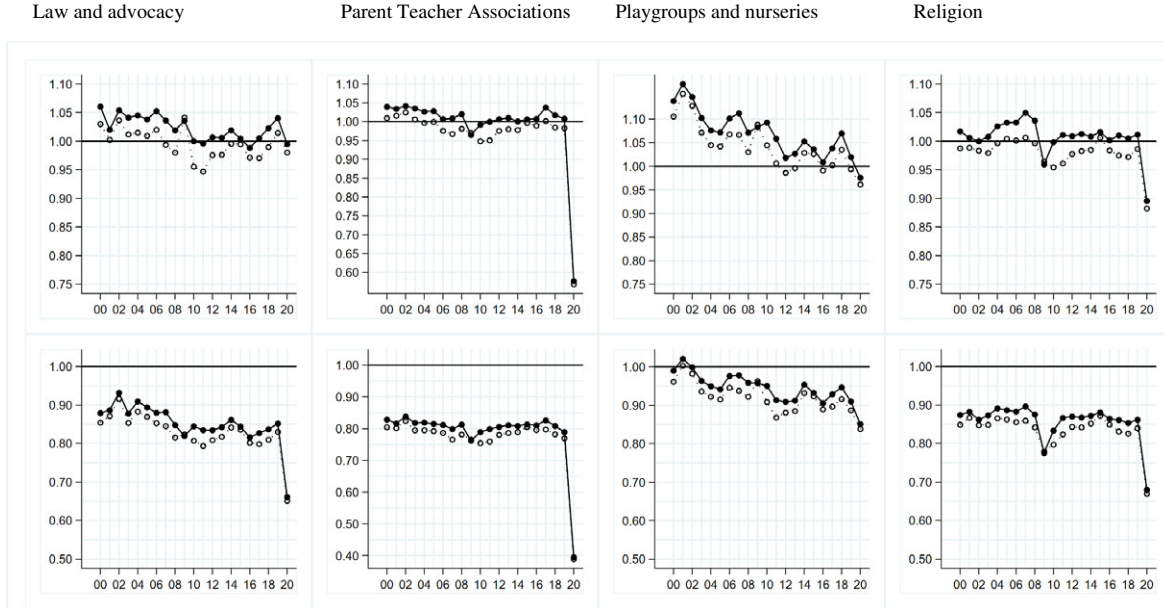 Law and advocacy Parent Teacher Associations Playgroups and nurseries Religion
1.10 1.10 1.10
1.05 1.05 1.10 1.05
1.00 1.00 1.05 1.00
0.95 0.95 1.00 0.95
0.90 0.90 0.95 0.90
0.85 0.85 0.90 0.85
0.80 0.80 0.85 0.80
0.75 0.75 0.80 0.75
0.70 0.75
0.65
0.60
00 02 04 06 08 10 12 14 16 18 20 00 02 04 06 08 10 12 14 16 18 20 00 02 04 06 08 10 12 14 16 18 20 00 02 04 06 08 10 12 14 16 18 20
1.00 1.00 1.00 1.00
0.90 0.90 0.90 0.90
0.80 0.80 0.80 0.80
0.70 0.70 0.70 0.70
0.60 0.60 0.60 0.60
0.50 0.50 0.50 0.50
0.40
00 02 04 06 08 10 12 14 16 18 20 00 02 04 06 08 10 12 14 16 18 20 00 02 04 06 08 10 12 14 16 18 20 00 02 04 06 08 10 12 14 16 18 20